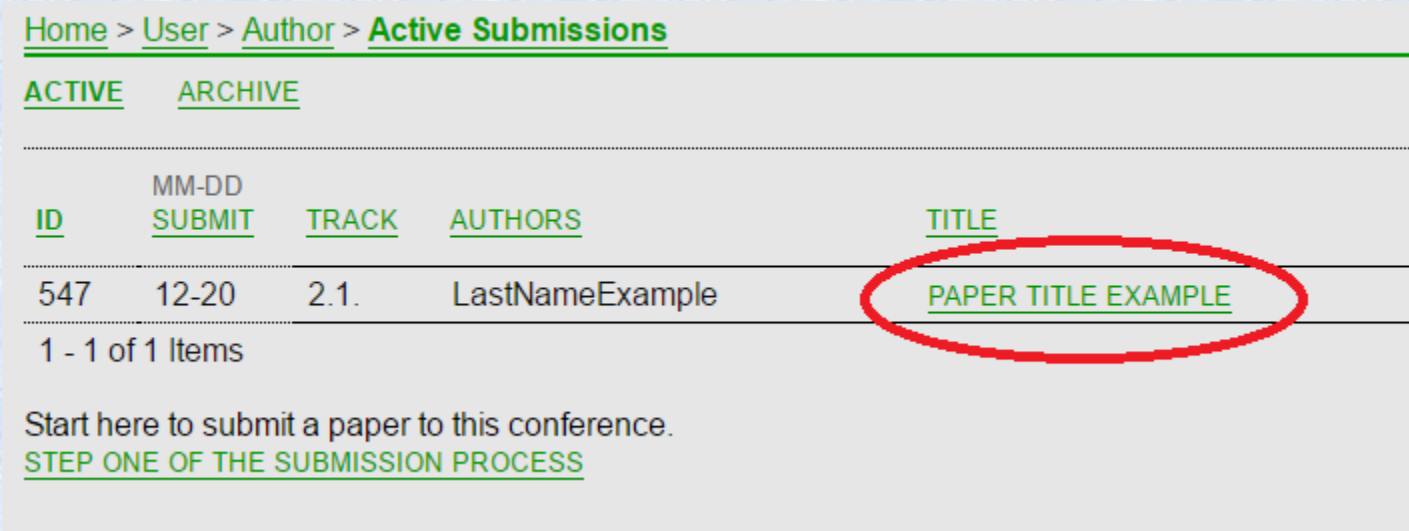 Home > User > Author > Active Submissions
ACTIVE ARCHIVE
MM-DD
ID SUBMIT TRACK AUTHORS TITLE
547 12-20 2.1. LastNameExample PAPER TITLE EXAMPLE
1 - 1 of 1 Items
Start here to submit a paper to this conference.
STEP ONE OF THE SUBMISSION PROCESS